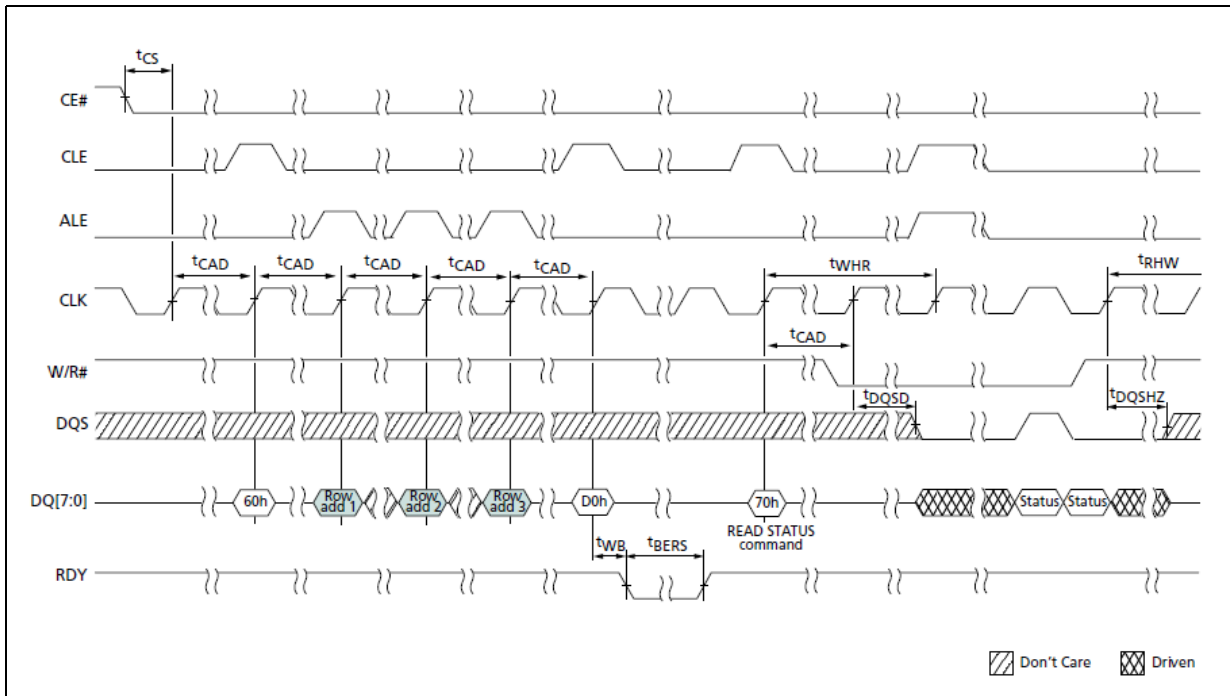 tCS
CE#
CLE
ALE
tCAD
tCAD
tCAD
tCAD
tCAD
tWHR
tRHW
CLK
tCAD
W/R#
tDQSD
tDQSHZ
DQS
DQ[7:0]
60h
Row
add 1
Row
add 2
Row
add 3
D0h
70h
Status
Status
READ STATUS
command
tWB
tBERS
RDY
Don't Care
Driven